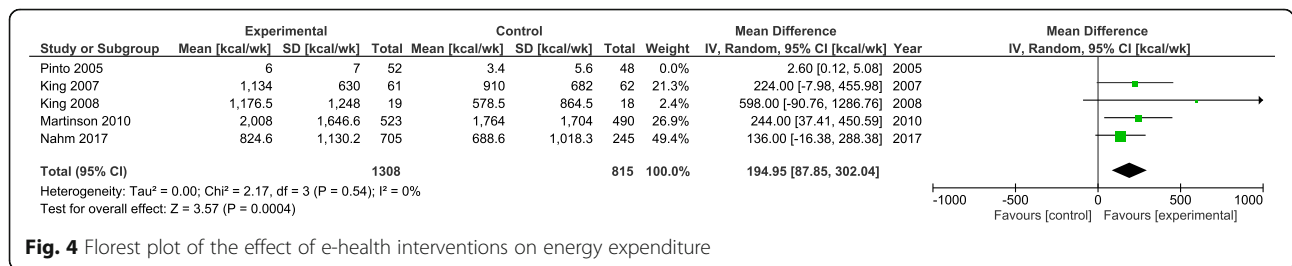 Experimental Control Mean Difference Mean Difference
Study or Subgroup Mean [kcal/wk] SD [kcal/wk] Total Mean [kcal/wk] SD [kcal/wk] Total Weight IV, Random, 95% CI [kcal/wk] Year IV, Random, 95% CI [kcal/wk]
Pinto 2005 6 7 52 3.4 5.6 48 0.0% 2.60 [0.12, 5.08] 2005
King 2007 1,134 630 61 910 682 62 21.3% 224.00 [-7.98, 455.98] 2007
King 2008 1,176.5 1,248 19 578.5 864.5 18 2.4% 598.00 [-90.76, 1286.76] 2008
Martinson 2010 2,008 1,646.6 523 1,764 1,704 490 26.9% 244.00 [37.41, 450.59] 2010
Nahm 2017 824.6 1,130.2 705 688.6 1,018.3 245 49.4% 136.00 [-16.38, 288.38] 2017
Total (95% CI) 1308 815 100.0% 194.95 [87.85, 302.04]
Heterogeneity: Tau² = 0.00; Chi² = 2.17, df = 3 (P = 0.54); I² = 0%
Test for overall effect: Z = 3.57 (P = 0.0004)
-1000 -500 0 500 1000
Favours [control] Favours [experimental]
Fig. 4 Florest plot of the effect of e-health interventions on energy expenditure